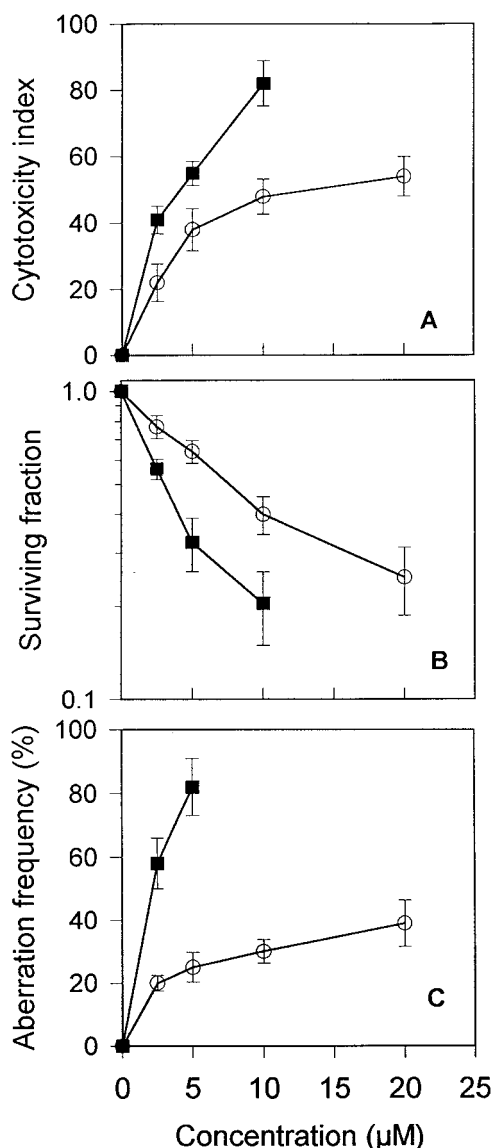 Cytotoxicity index
100
80
60
40
20
0
A
Surviving fraction
1.0
0.1
B
Aberration frequency (%)
100
80
60
40
20
0
C
0 5 10 15 20 25
Concentration (µM)